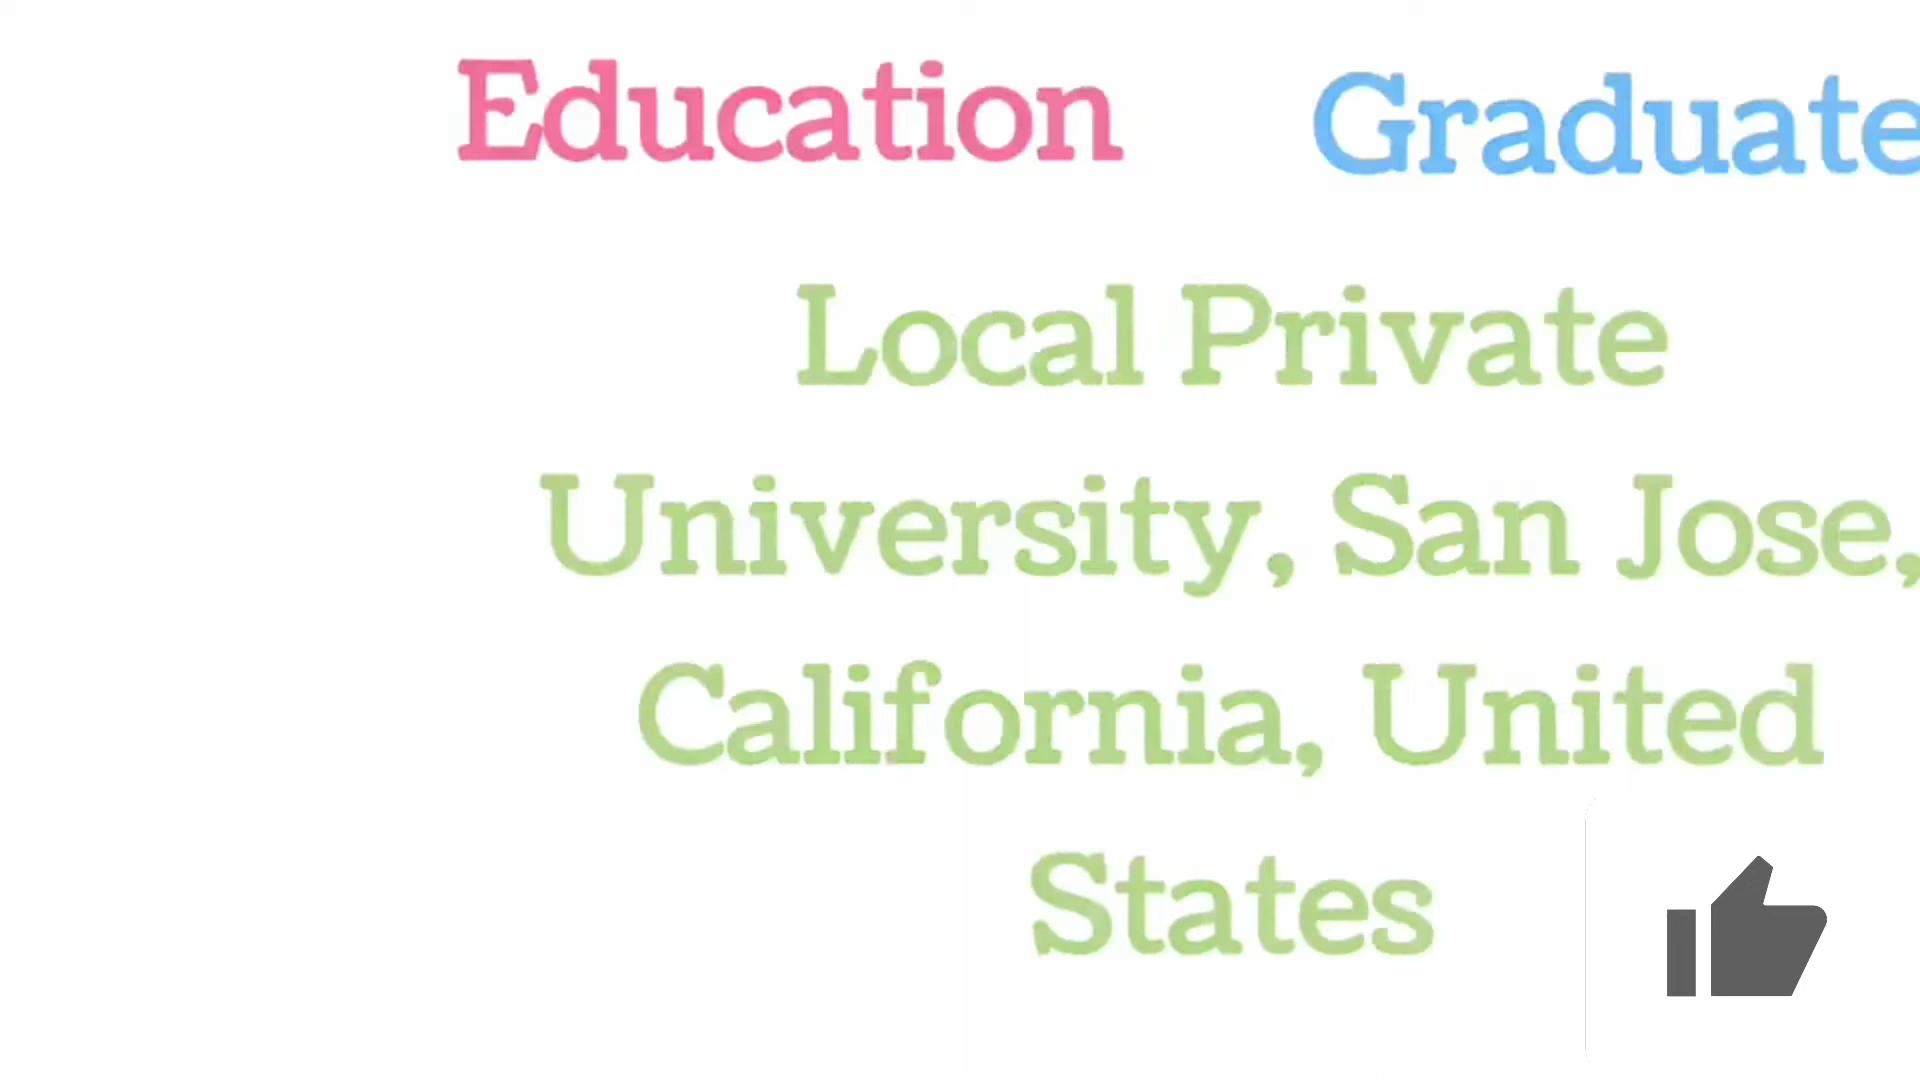 Education Graduate
Local Private
University, San Jose,
California, United
States